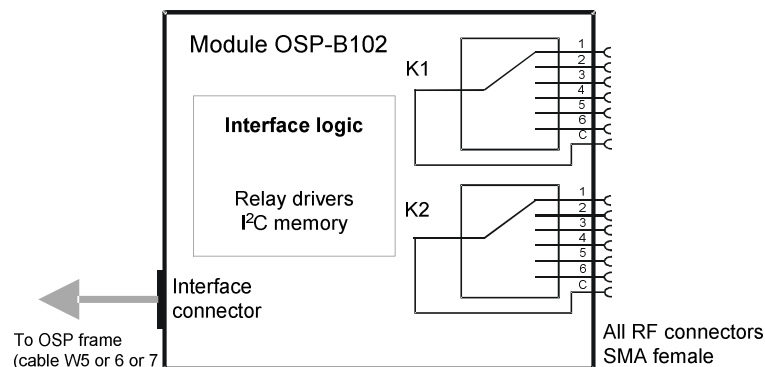 Module OSP-B102
K1
1
2
3
4
5
6
C
Interface logic
Relay drivers
I²C memory
K2
1
2
3
4
5
6
C
Interface
connector
To OSP frame
(cable W5 or 6 or 7
All RF connectors
SMA female